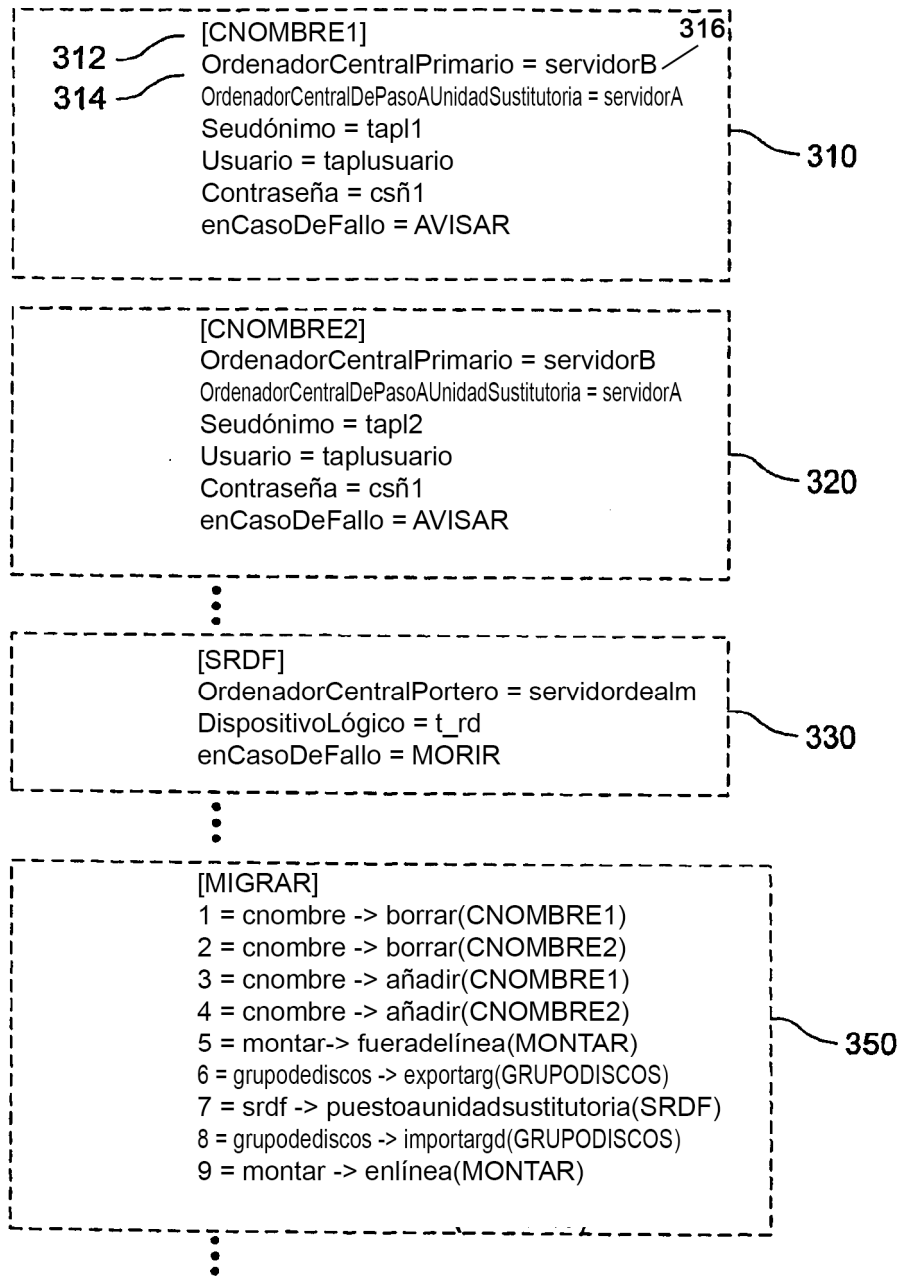 [CNOMBRE1]
312
OrdenadorCentralPrimario = servidorB
316
314
OrdenadorCentralDePasoAUnidadSustitutoria = servidorA
Seudónimo = tapl1
Usuario = taplusuario
310
Contraseña = csñ1
enCasoDeFallo = AVISAR
[CNOMBRE2]
OrdenadorCentralPrimario = servidorB
OrdenadorCentralDePasoAUnidadSustitutoria = servidorA
Seudónimo = tapl2
Usuario = taplusuario
Contraseña = csñ1
320
enCasoDeFallo = AVISAR
[SRDF]
OrdenadorCentralPortero = servidordealm
DispositivoLógico = t_rd
330
enCasoDeFallo = MORIR
[MIGRAR]
1 = cnombre -> borrar(CNOMBRE1)
2 = cnombre -> borrar(CNOMBRE2)
3 = cnombre -> añadir(CNOMBRE1)
4 = cnombre -> añadir(CNOMBRE2)
5 = montar-> fueradelínea(MONTAR)
350
6 = grupodediscos -> exportarg(GRUPODISCOS)
7 = srdf -> puestoaunidadsustitutoria(SRDF)
8 = grupodediscos -> importargd(GRUPODISCOS)
9 = montar -> enlínea(MONTAR)